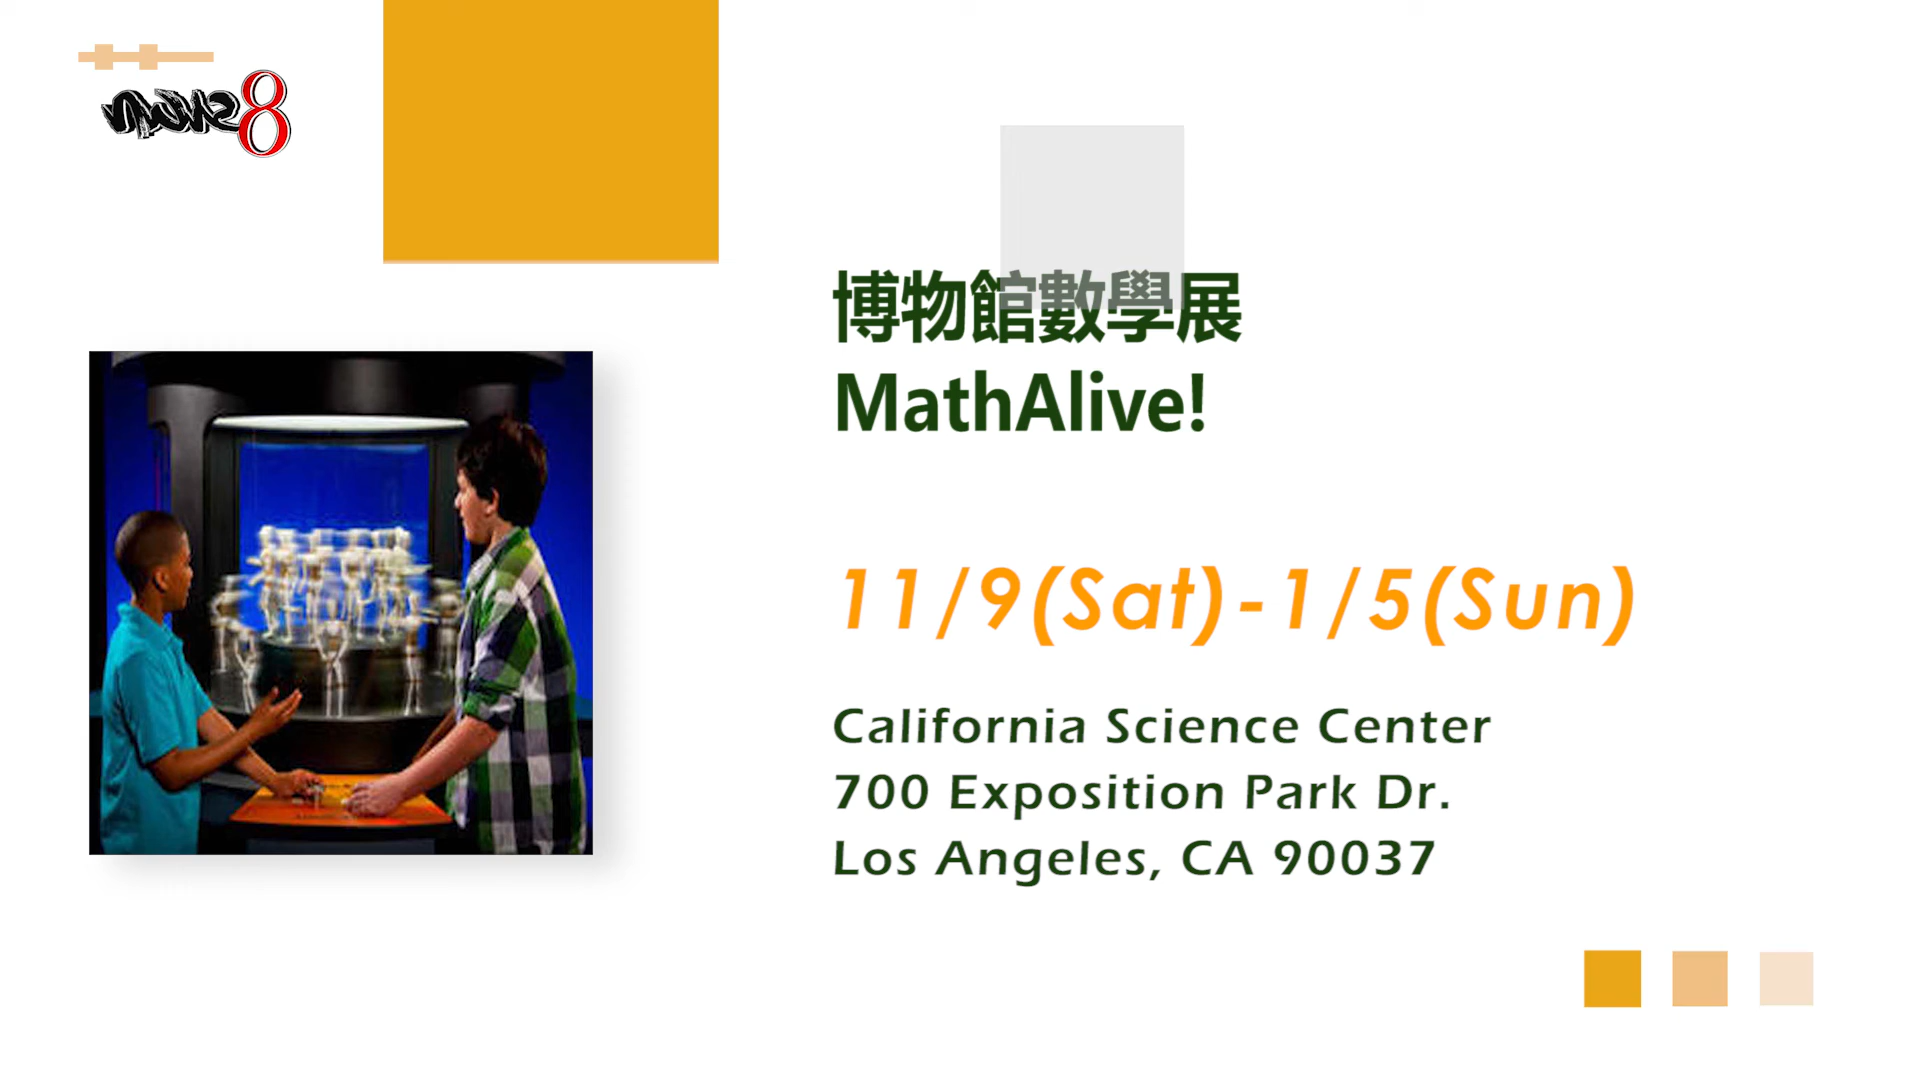 8
博物館數學展
MathAlive!
11/9(Sat)-1/5(Sun)
California Science Center
700 Exposition Park Dr.
Los Angeles, CA 90037